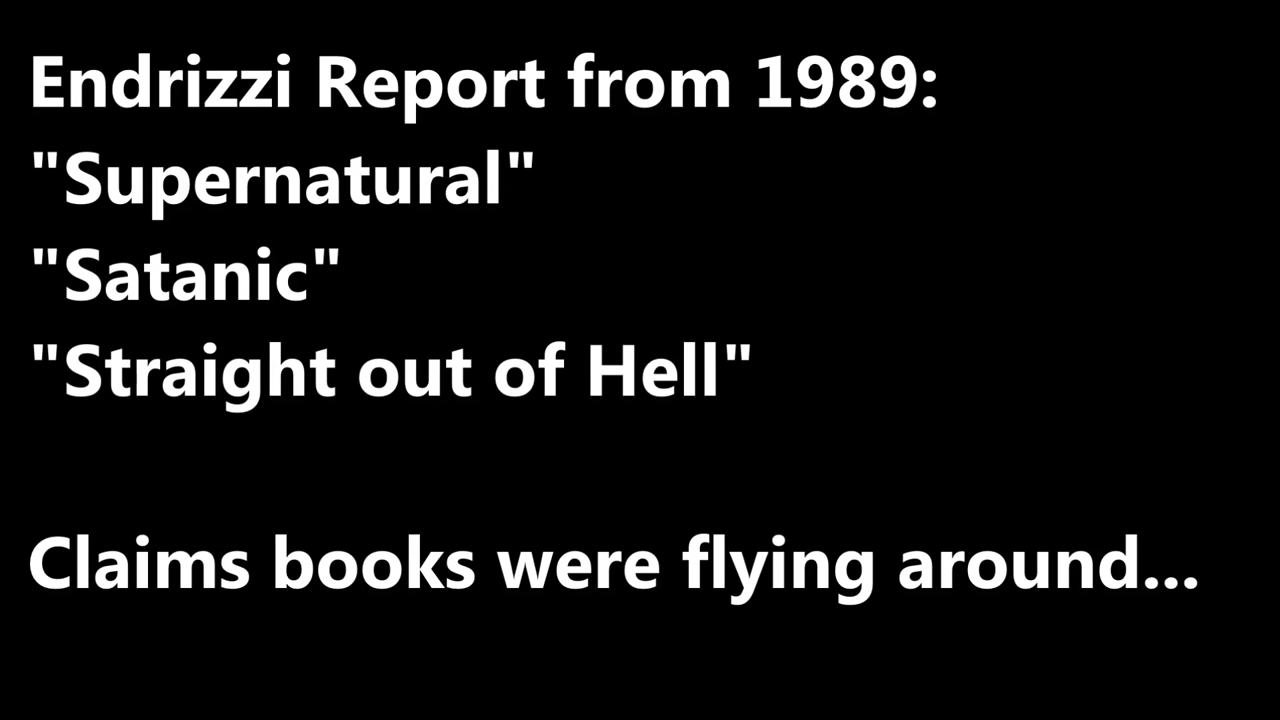 Endrizzi Report from 1989:
"Supernatural"
"Satanic"
"Straight out of Hell"
Claims books were flying around...